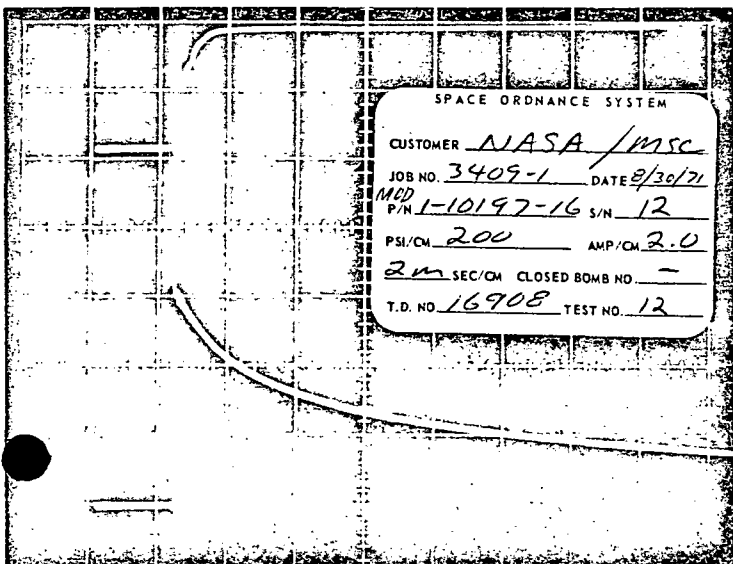 SPACE ORDNANCE SYSTEM
CUSTOMER NASA/MSC
JOB NO. 3409-1 DATE 8/30/71
MOD
P/N 1-10197-16 S/N 12
PSI/CM 200 AMP/CM 2.0
2m SEC/CM CLOSED BOMB NO. -
T.D. NO. 16908 TEST NO. 12